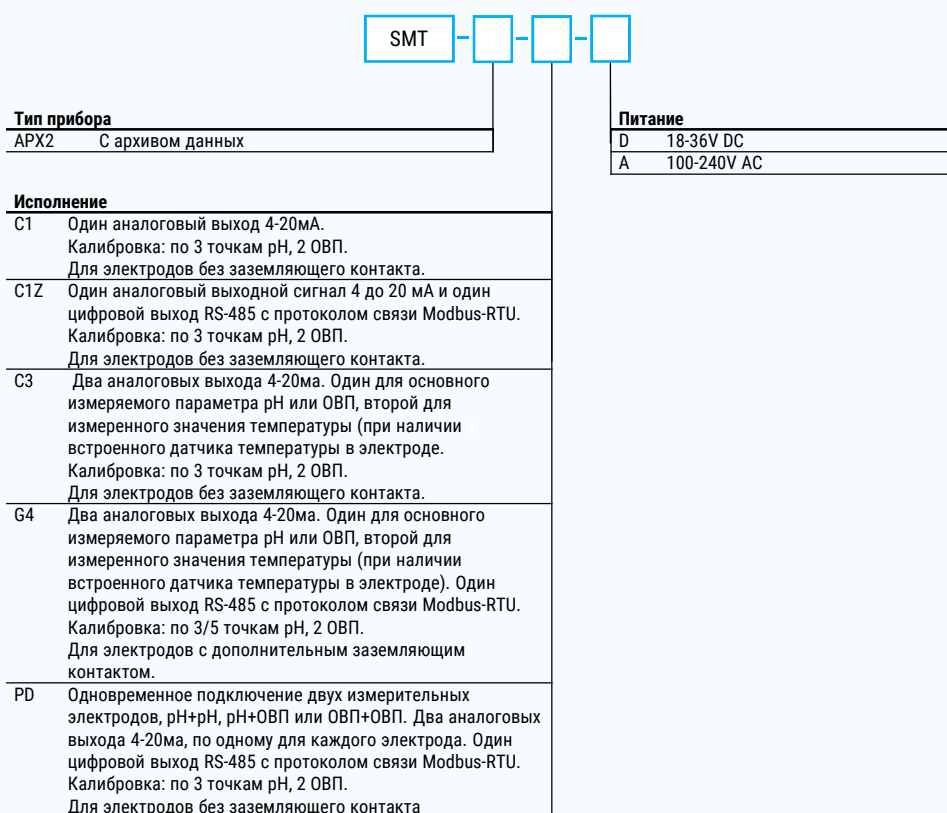 SMT
Тип прибора
APX2 С архивом данных
Питание
D 18-36V DC
A 100-240V AC
Исполнение
C1 Один аналоговый выход 4-20мА.
Калибровка: по 3 точкам pH, 2 ОВП.
Для электродов без заземляющего контакта.
C1Z Один аналоговый выходной сигнал 4 до 20 мА и один
цифровой выход RS-485 с протоколом связи Modbus-RTU.
Калибровка: по 3 точкам pH, 2 ОВП.
Для электродов без заземляющего контакта.
C3 Два аналоговых выхода 4-20ма. Один для основного
измеряемого параметра pH или ОВП, второй для
измеренного значения температуры (при наличии
встроенного датчика температуры в электроде.
Калибровка: по 3 точкам pH, 2 ОВП.
Для электродов без заземляющего контакта.
G4 Два аналоговых выхода 4-20ма. Один для основного
измеряемого параметра pH или ОВП, второй для
измеренного значения температуры (при наличии
встроенного датчика температуры в электроде). Один
цифровой выход RS-485 с протоколом связи Modbus-RTU.
Калибровка: по 3/5 точкам pH, 2 ОВП.
Для электродов с дополнительным заземляющим
контактом.
PD Одновременное подключение двух измерительных
электродов, pH+pH, pH+ОВП или ОВП+ОВП. Два аналоговых
выхода 4-20ма, по одному для каждого электрода. Один
цифровой выход RS-485 с протоколом связи Modbus-RTU.
Калибровка: по 3 точкам pH, 2 ОВП.
Для электродов без заземляющего контакта